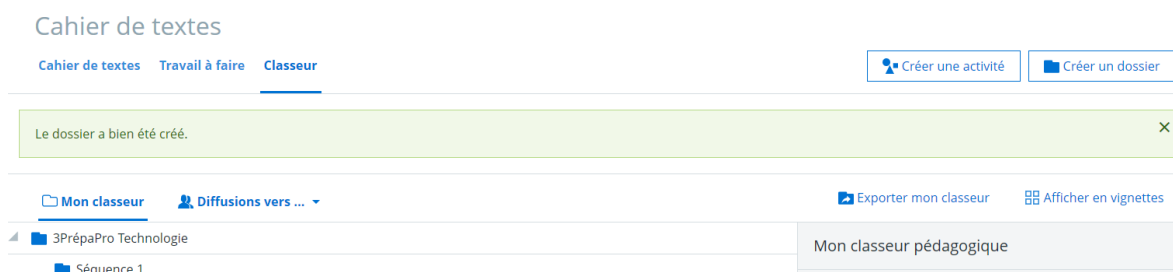 Cahier de textes
Cahier de textes Travail à faire Classeur
Créer une activité Créer un dossier
Le dossier a bien été créé.
Mon classeur Diffusions vers ... Exporter mon classeur Afficher en vignettes
3PrépaPro Technologie
Mon classeur pédagogique
Séquence 1